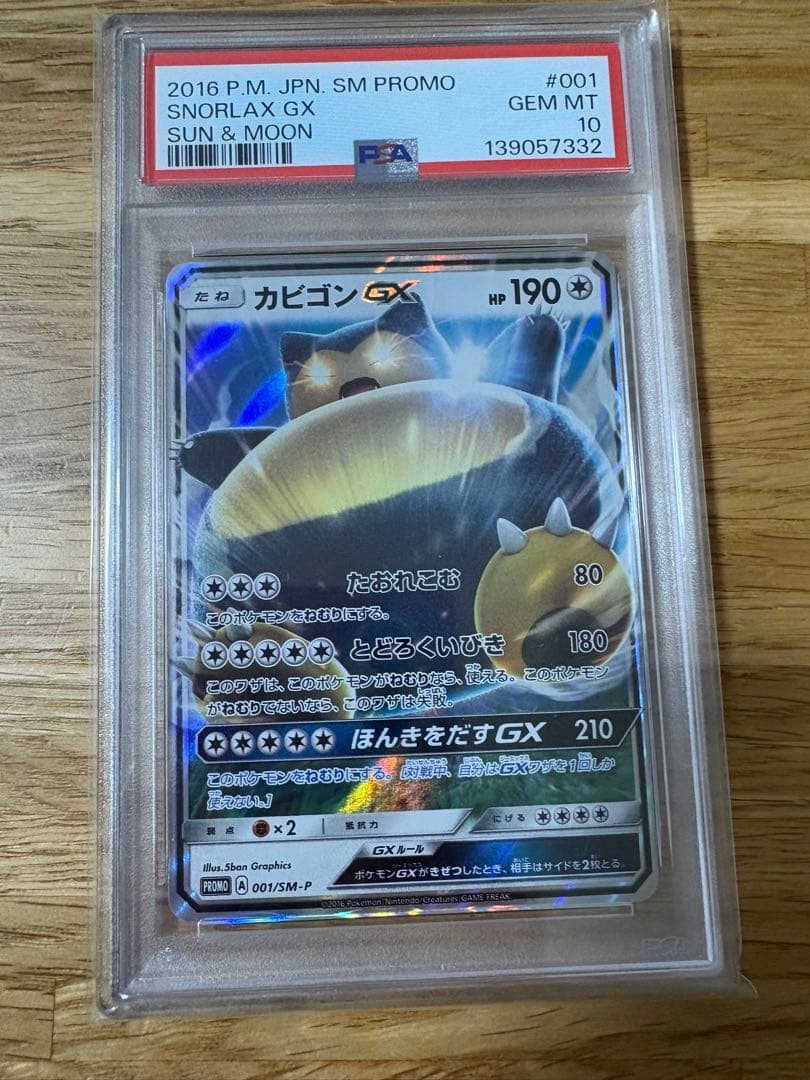 2016 P.M. JPN. SM PROMO #001
SNORLAX GX GEM MT
SUN & MOON 10
PSA 139057332
たね カビゴンGX HP 190
たおれこむ 80
このポケモンをねむりにする。
とどろくいびき 180
このワザは、このポケモンがねむりなら、使える。このポケモン
がねむりでないなら、このワザは失敗。
ほんきをだすGX 210
このポケモンをねむりにする。[対戦中、自分はGXワザを1回しか
使えない。]
弱点 ×2 抵抗力 にげる
GXルール
ポケモンGXがきぜつしたとき、相手はサイドを2枚とる。
Illus.5ban Graphics
PROMO A 001/SM-P
©2016 Pokémon/Nintendo/Creatures/GAME FREAK.